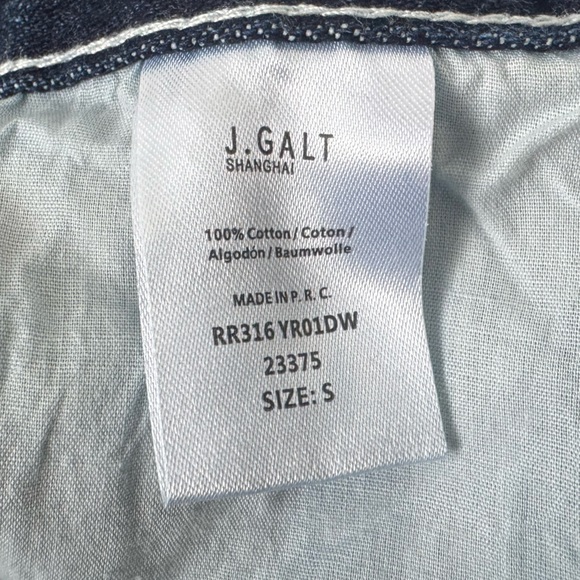 J.GALT
SHANGHAI
100% Cotton / Coton /
Algodón / Baumwolle
MADE IN P. R. C.
RR316 YR01DW
23375
SIZE: S